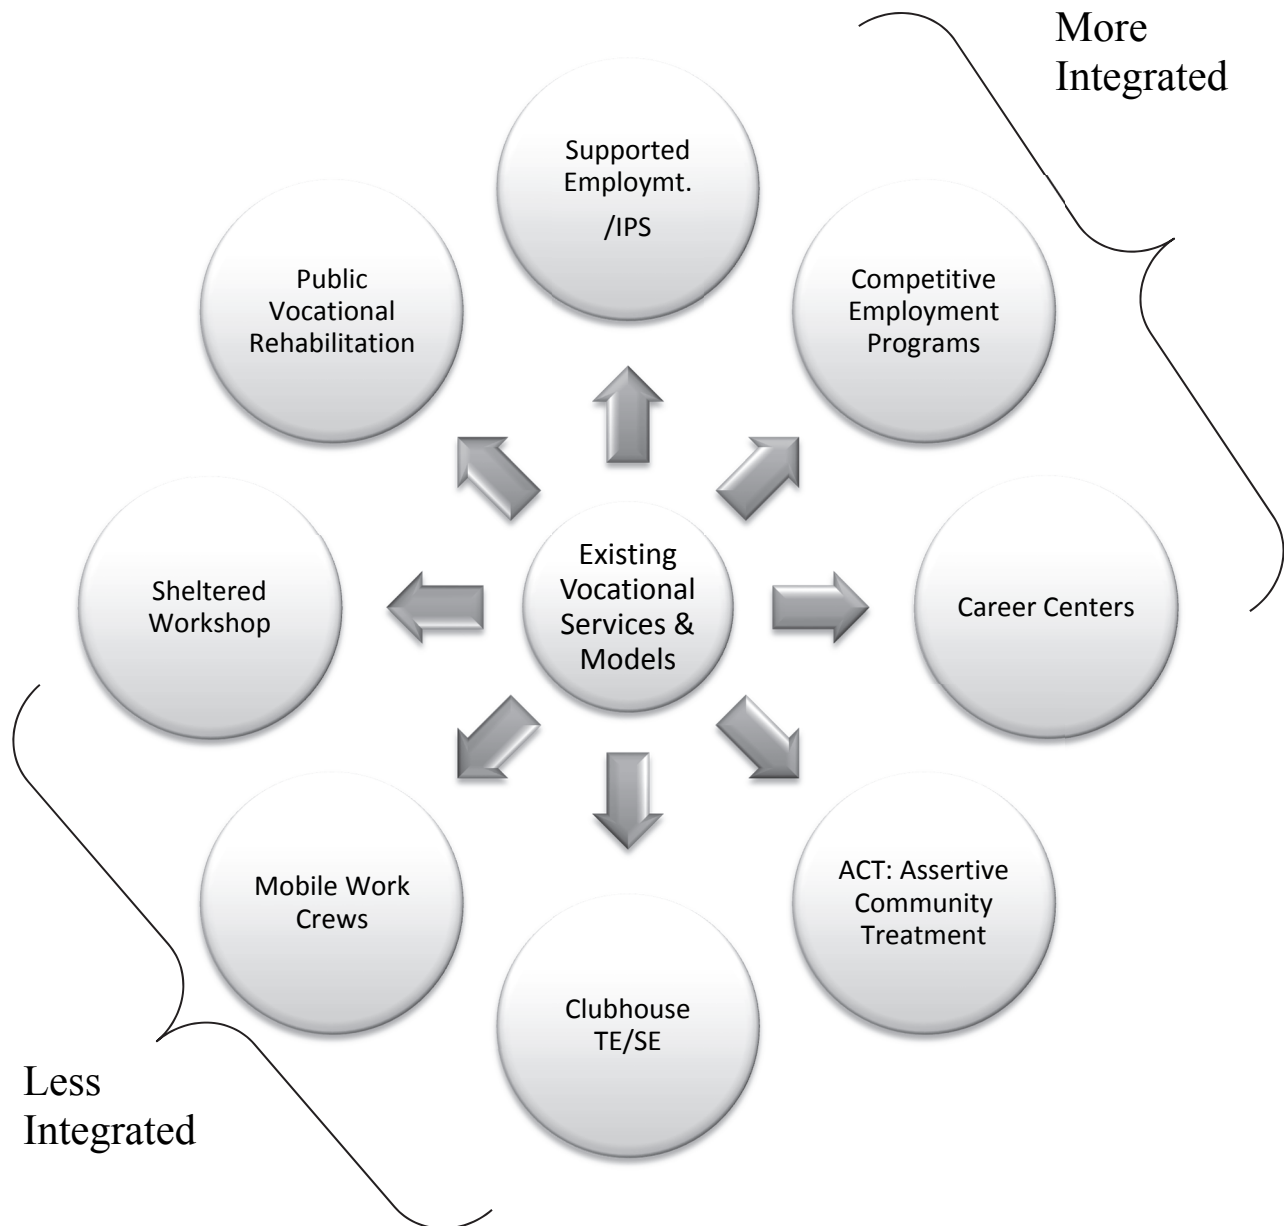 More
Integrated
Supported
Employmt.
/IPS
Public
Vocational
Rehabilitation
Competitive
Employment
Programs
Sheltered
Workshop
Existing
Vocational
Services &
Models
Career Centers
Mobile Work
Crews
ACT: Assertive
Community
Treatment
Clubhouse
TE/SE
Less
Integrated